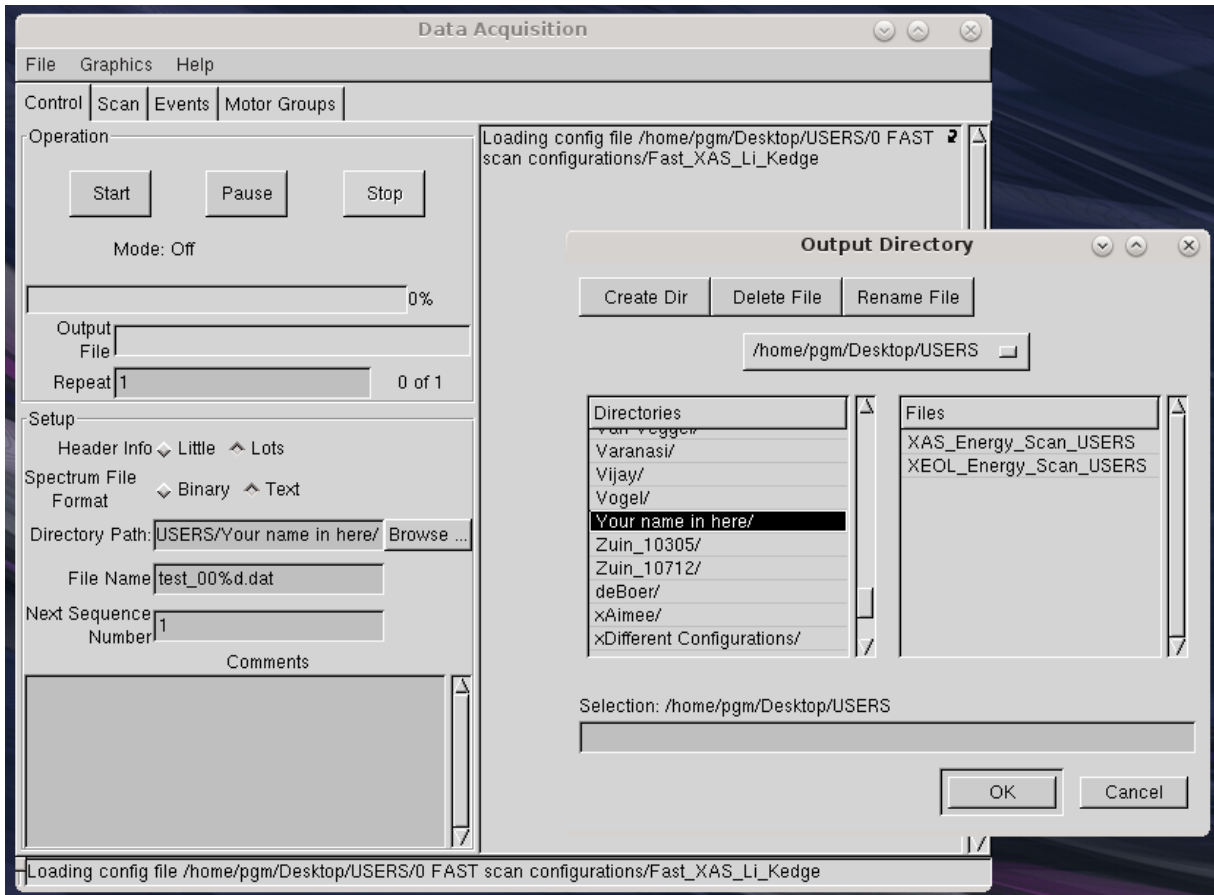 Data Acquisition
File Graphics Help
Control Scan Events Motor Groups
Operation
Start Pause Stop
Mode: Off
0%
Output
File
Repeat 1 0 of 1
Setup
Header Info Little Lots
Spectrum File
Format
Binary Text
Directory Path: USERS/Your name in here/ Browse ...
File Name test_00%d.dat
Next Sequence
Number
1
Comments
Loading config file /home/pgm/Desktop/USERS/0 FAST
scan configurations/Fast_XAS_Li_Kedge
Output Directory
Create Dir Delete File Rename File
/home/pgm/Desktop/USERS
Directories
Varanasi/
Vijay/
Vogel/
Your name in here/
Zuin_10305/
Zuin_10712/
deBoer/
xAimee/
xDifferent Configurations/
Files
XAS_Energy_Scan_USERS
XEOL_Energy_Scan_USERS
Selection: /home/pgm/Desktop/USERS
OK Cancel
Loading config file /home/pgm/Desktop/USERS/0 FAST scan configurations/Fast_XAS_Li_Kedge